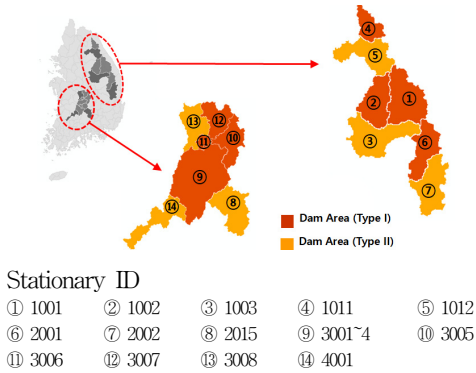 ④
⑤
② ①
③ ⑥
⑦
⑬ ⑫
⑪ ⑩
⑨
⑭ ⑧
Dam Area (Type I)
Dam Area (Type II)
Stationary ID
① 1001 ② 1002 ③ 1003 ④ 1011 ⑤ 1012
⑥ 2001 ⑦ 2002 ⑧ 2015 ⑨ 3001~4 ⑩ 3005
⑪ 3006 ⑫ 3007 ⑬ 3008 ⑭ 4001